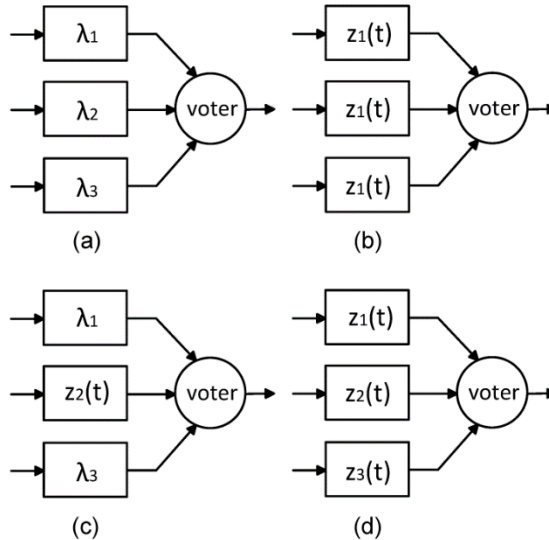 λ1 z1(t)
λ2 voter z1(t) voter
λ3 z1(t)
(a) (b)
λ1 z1(t)
z2(t) voter z2(t) voter
λ3 z3(t)
(c) (d)